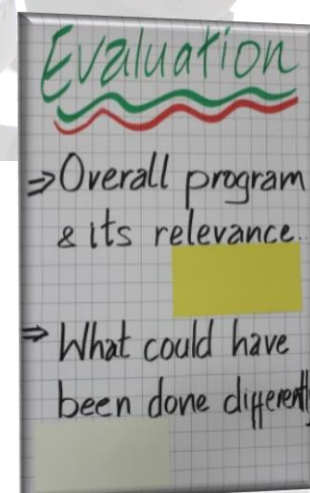 Evaluation
⇒ Overall program
& its relevance.
⇒ What could have
been done differently